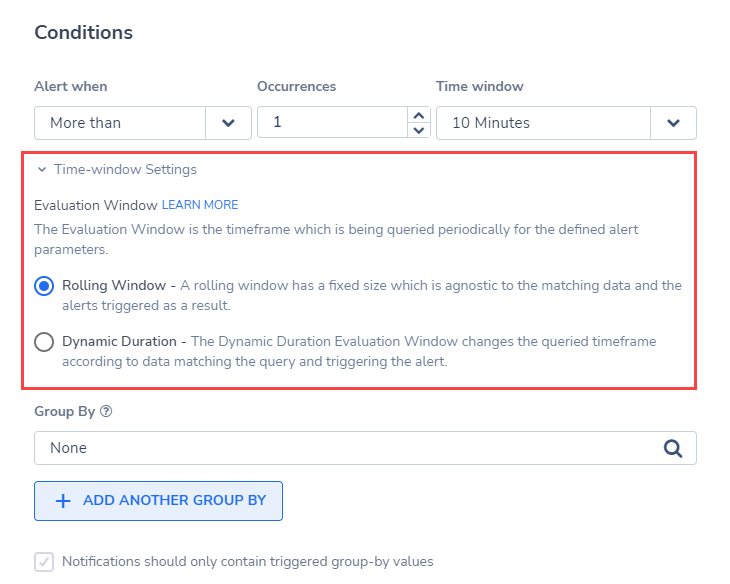 Conditions
Alert when
Occurrences
Time window
More than
1
10 Minutes
Time-window Settings
Evaluation Window LEARN MORE
The Evaluation Window is the timeframe which is being queried periodically for the defined alert
parameters.
Rolling Window - A rolling window has a fixed size which is agnostic to the matching data and the
alerts triggered as a result.
Dynamic Duration - The Dynamic Duration Evaluation Window changes the queried timeframe
according to data matching the query and triggering the alert.
Group By ?
None
+ ADD ANOTHER GROUP BY
Notifications should only contain triggered group-by values